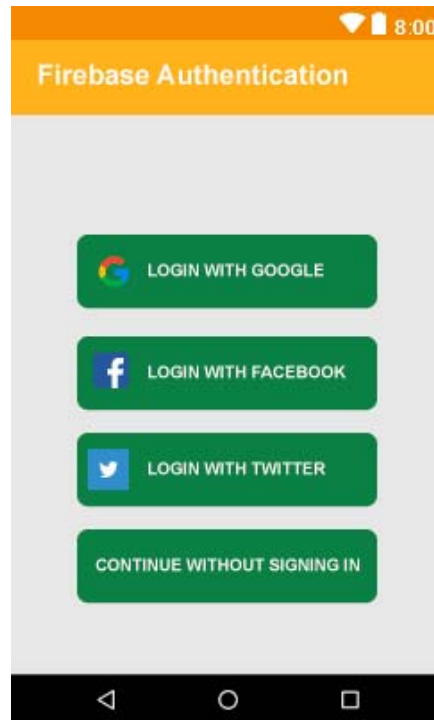 8:00
Firebase Authentication
LOGIN WITH GOOGLE
LOGIN WITH FACEBOOK
LOGIN WITH TWITTER
CONTINUE WITHOUT SIGNING IN